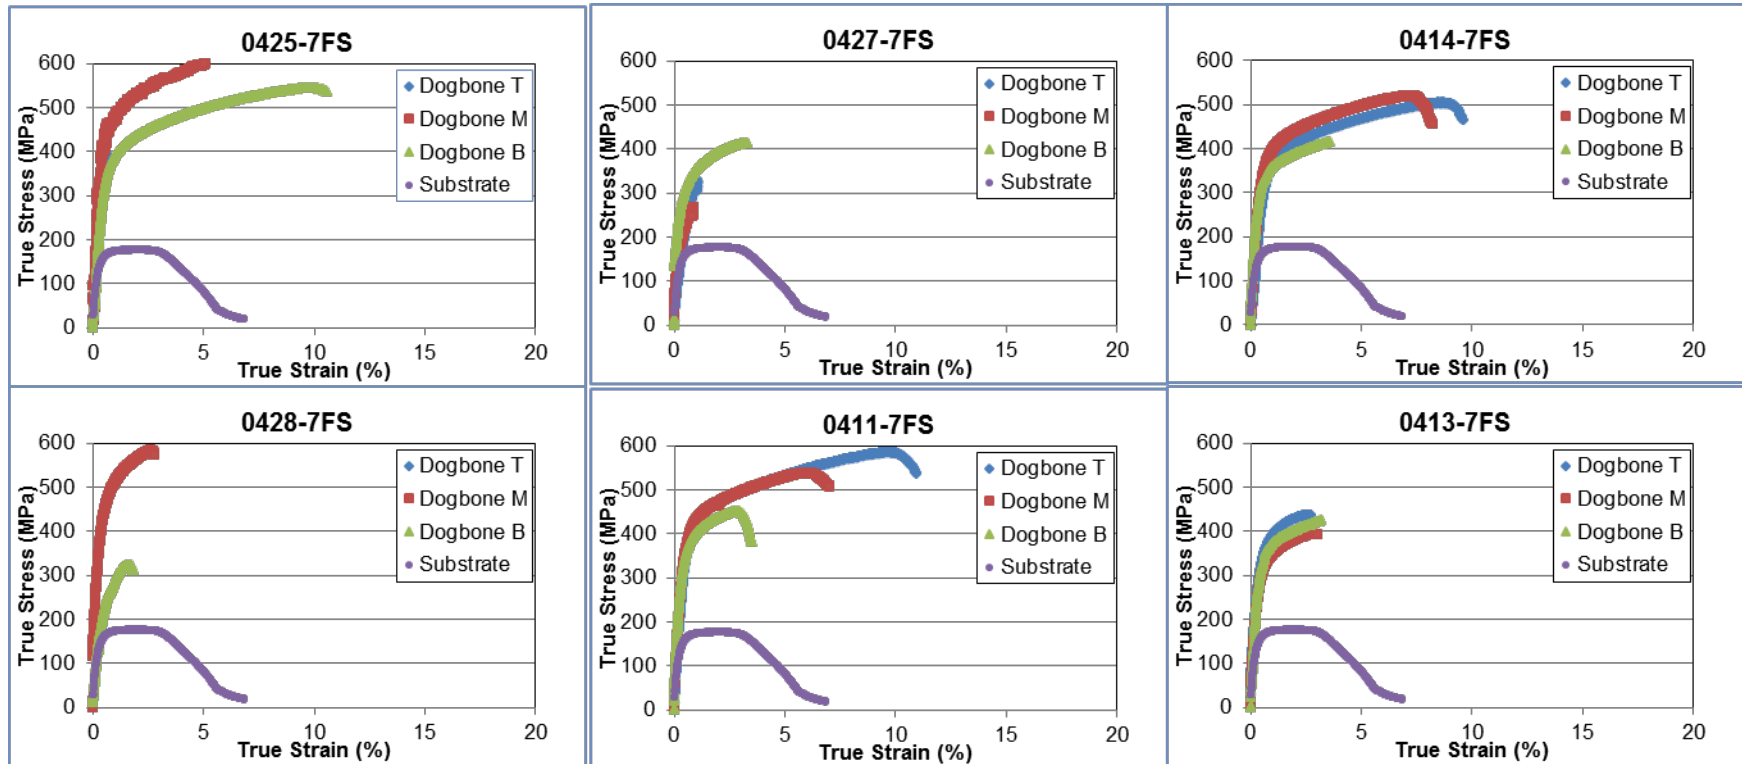 0425-7FS
True Stress (MPa)
600
500
400
300
200
100
0
0 5 10 15 20
True Strain (%)
Dogbone T
Dogbone M
Dogbone B
Substrate
0427-7FS
True Stress (MPa)
600
500
400
300
200
100
0
0 5 10 15 20
True Strain (%)
Dogbone T
Dogbone M
Dogbone B
Substrate
0414-7FS
True Stress (MPa)
600
500
400
300
200
100
0
0 5 10 15 20
True Strain (%)
Dogbone T
Dogbone M
Dogbone B
Substrate
0428-7FS
True Stress (MPa)
600
500
400
300
200
100
0
0 5 10 15 20
True Strain (%)
Dogbone T
Dogbone M
Dogbone B
Substrate
0411-7FS
True Stress (MPa)
600
500
400
300
200
100
0
0 5 10 15 20
True Strain (%)
Dogbone T
Dogbone M
Dogbone B
Substrate
0413-7FS
True Stress (MPa)
600
500
400
300
200
100
0
0 5 10 15 20
True Strain (%)
Dogbone T
Dogbone M
Dogbone B
Substrate